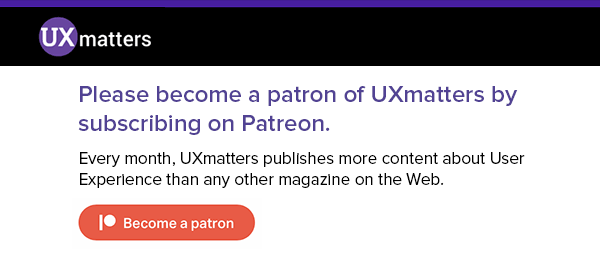 UXmatters
Please become a patron of UXmatters by
subscribing on Patreon.
Every month, UXmatters publishes more content about User
Experience than any other magazine on the Web.
Become a patron